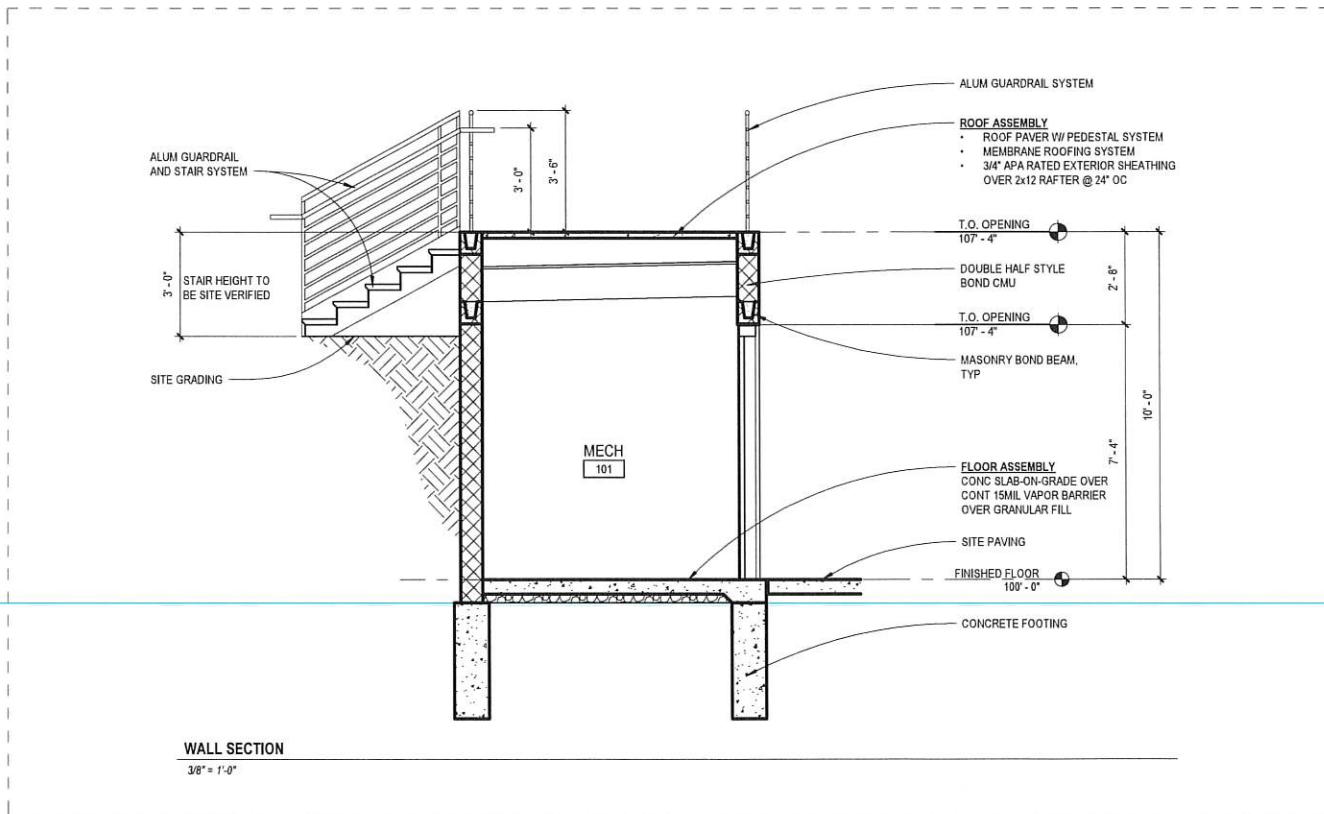 ALUM GUARDRAIL
AND STAIR SYSTEM
3' - 0"
STAIR HEIGHT TO
BE SITE VERIFIED
SITE GRADING
3' - 0"
3' - 6"
MECH
101
ALUM GUARDRAIL SYSTEM
ROOF ASSEMBLY
• ROOF PAVER W/ PEDESTAL SYSTEM
• MEMBRANE ROOFING SYSTEM
• 3/4" APA RATED EXTERIOR SHEATHING
OVER 2x12 RAFTER @ 24" OC
T.O. OPENING
107' - 4"
DOUBLE HALF STYLE
BOND CMU
T.O. OPENING
107' - 4"
MASONRY BOND BEAM,
TYP
2' - 8"
10' - 0"
7' - 4"
FLOOR ASSEMBLY
CONC SLAB-ON-GRADE OVER
CONT 15MIL VAPOR BARRIER
OVER GRANULAR FILL
SITE PAVING
FINISHED FLOOR
100' - 0"
CONCRETE FOOTING
WALL SECTION
3/8" = 1'-0"